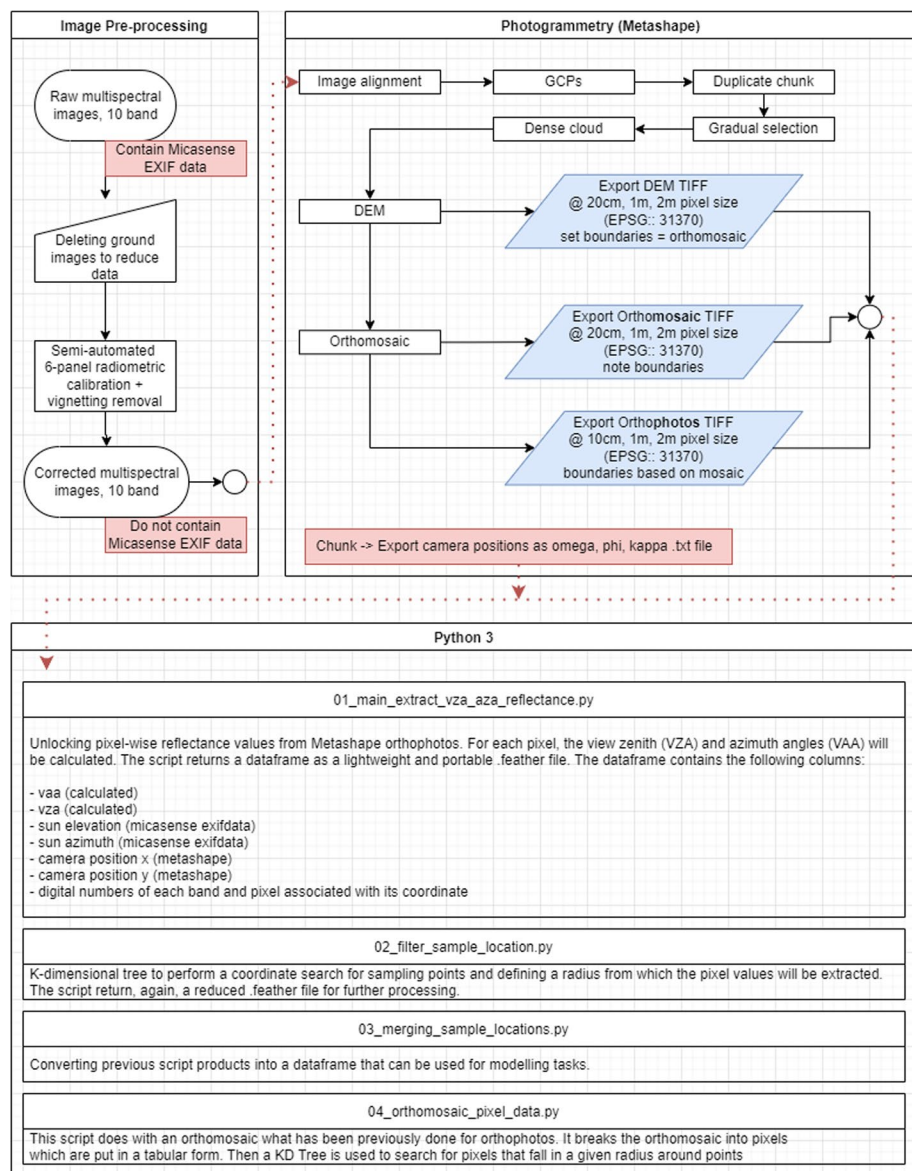 Image Pre-processing
Raw multispectral
images, 10 band
Contain Micasense
EXIF data
Deleting ground
images to reduce
data
Semi-automated
6-panel radiometric
calibration +
vignetting removal
Corrected multispectral
images, 10 band
Do not contain
Micasense EXIF data
Photogrammetry (Metashape)
Image alignment
GCPs
Duplicate chunk
Dense cloud
Gradual selection
DEM
Export DEM TIFF
@ 20cm, 1m, 2m pixel size
(EPSG:: 31370)
set boundaries = orthomosaic
Orthomosaic
Export Orthomosaic TIFF
@ 20cm, 1m, 2m pixel size
(EPSG:: 31370)
note boundaries
Export Orthophotos TIFF
@ 10cm, 1m, 2m pixel size
(EPSG:: 31370)
boundaries based on mosaic
Chunk -> Export camera positions as omega, phi, kappa .txt file
Python 3
01_main_extract_vza_aza_reflectance.py
Unlocking pixel-wise reflectance values from Metashape orthophotos. For each pixel, the view zenith (VZA) and azimuth angles (VAA) will
be calculated. The script returns a dataframe as a lightweight and portable .feather file. The dataframe contains the following columns:
- vaa (calculated)
- vza (calculated)
- sun elevation (micasense exifdata)
- sun azimuth (micasense exifdata)
- camera position x (metashape)
- camera position y (metashape)
- digital numbers of each band and pixel associated with its coordinate
02_filter_sample_location.py
K-dimensional tree to perform a coordinate search for sampling points and defining a radius from which the pixel values will be extracted.
The script return, again, a reduced .feather file for further processing.
03_merging_sample_locations.py
Converting previous script products into a dataframe that can be used for modelling tasks.
04_orthomosaic_pixel_data.py
This script does with an orthomosaic what has been previously done for orthophotos. It breaks the orthomosaic into pixels
which are put in a tabular form. Then a KD Tree is used to search for pixels that fall in a given radius around points